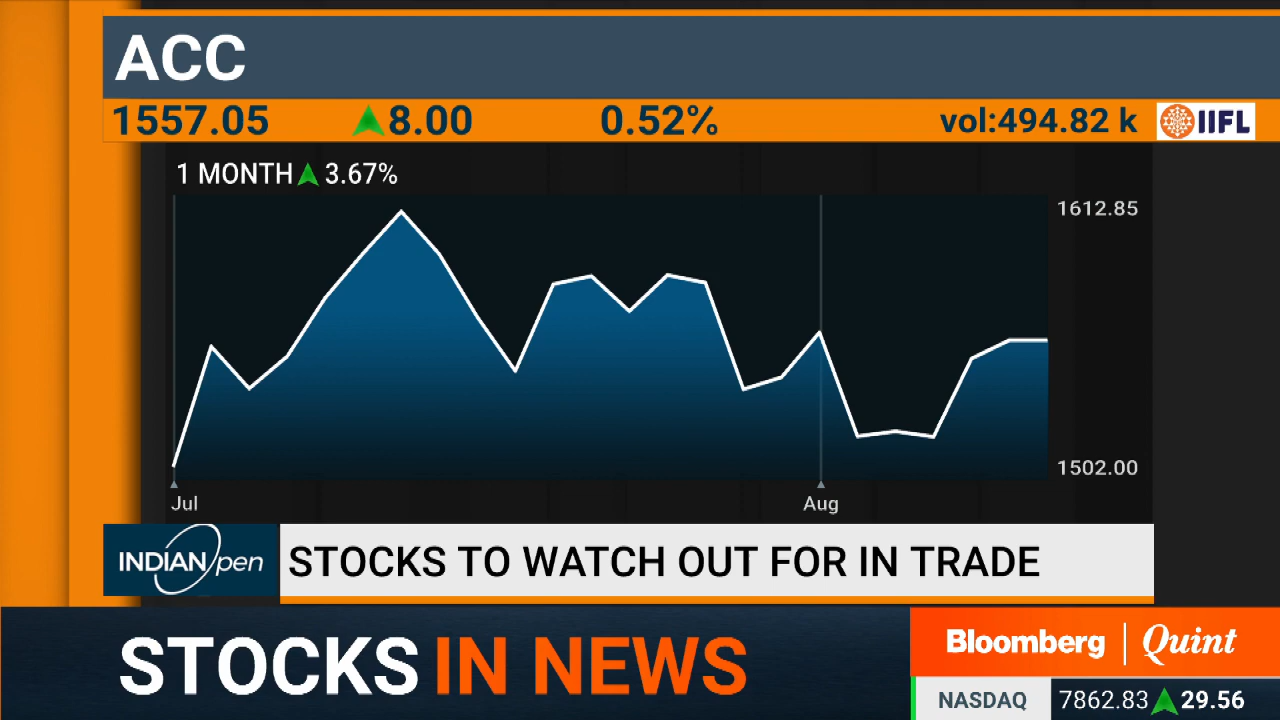 ACC
1557.05 ▲8.00 0.52% vol:494.82 k IIFL
1 MONTH▲3.67%
1612.85
1502.00
Jul Aug
INDIAN Open STOCKS TO WATCH OUT FOR IN TRADE
STOCKS IN NEWS
Bloomberg | Quint
NASDAQ 7862.83▲29.56